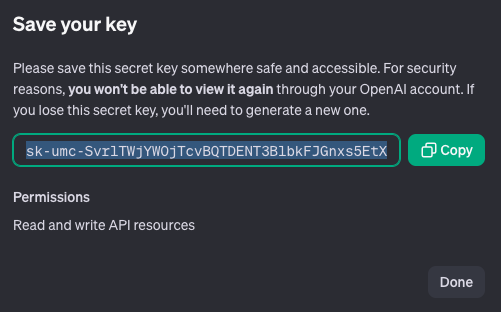 Save your key
Please save this secret key somewhere safe and accessible. For security
reasons, you won't be able to view it again through your OpenAI account. If
you lose this secret key, you'll need to generate a new one.
sk-umc-SvrlTWjYWOjTcvBQTDENT3BlbkFJGnxs5EtX
Copy
Permissions
Read and write API resources
Done